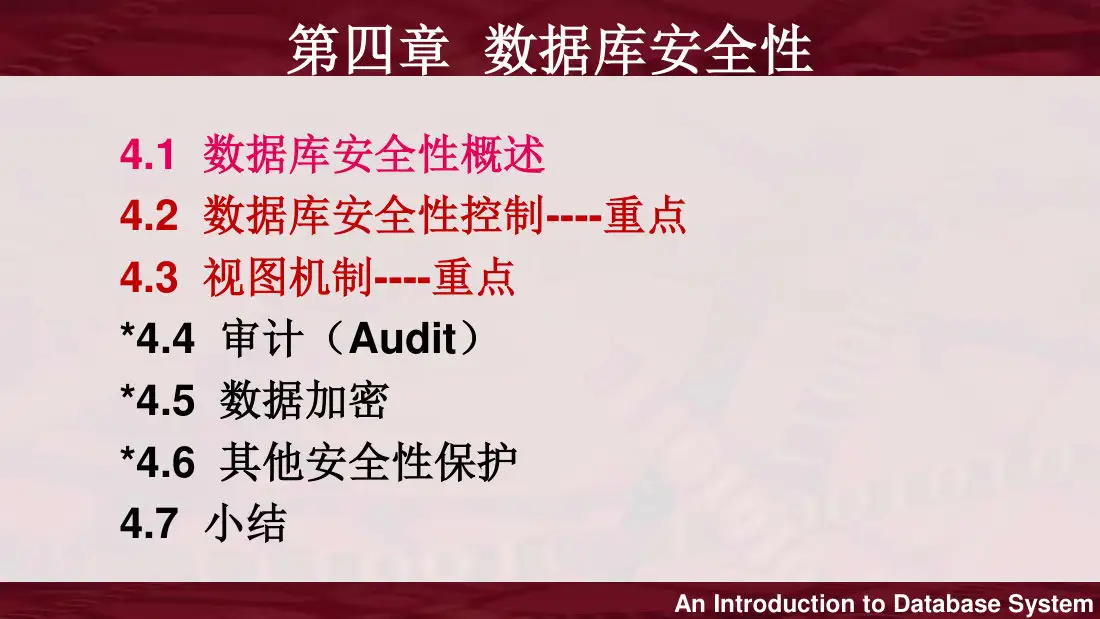 第四章 数据库安全性
4.1 数据库安全性概述
4.2 数据库安全性控制----重点
4.3 视图机制----重点
*4.4 审计（Audit）
*4.5 数据加密
*4.6 其他安全性保护
4.7 小结
An Introduction to Database System